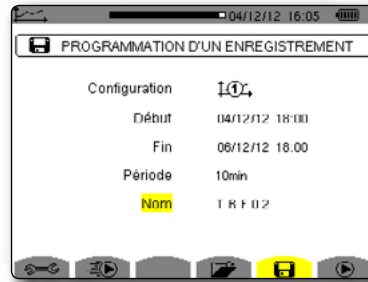 04/12/12 16:05
PROGRAMMATION D'UN ENREGISTREMENT
Configuration 1
Début 04/12/12 18:00
Fin 06/12/12 18.00
Période 10min
Nom T R F 0 2